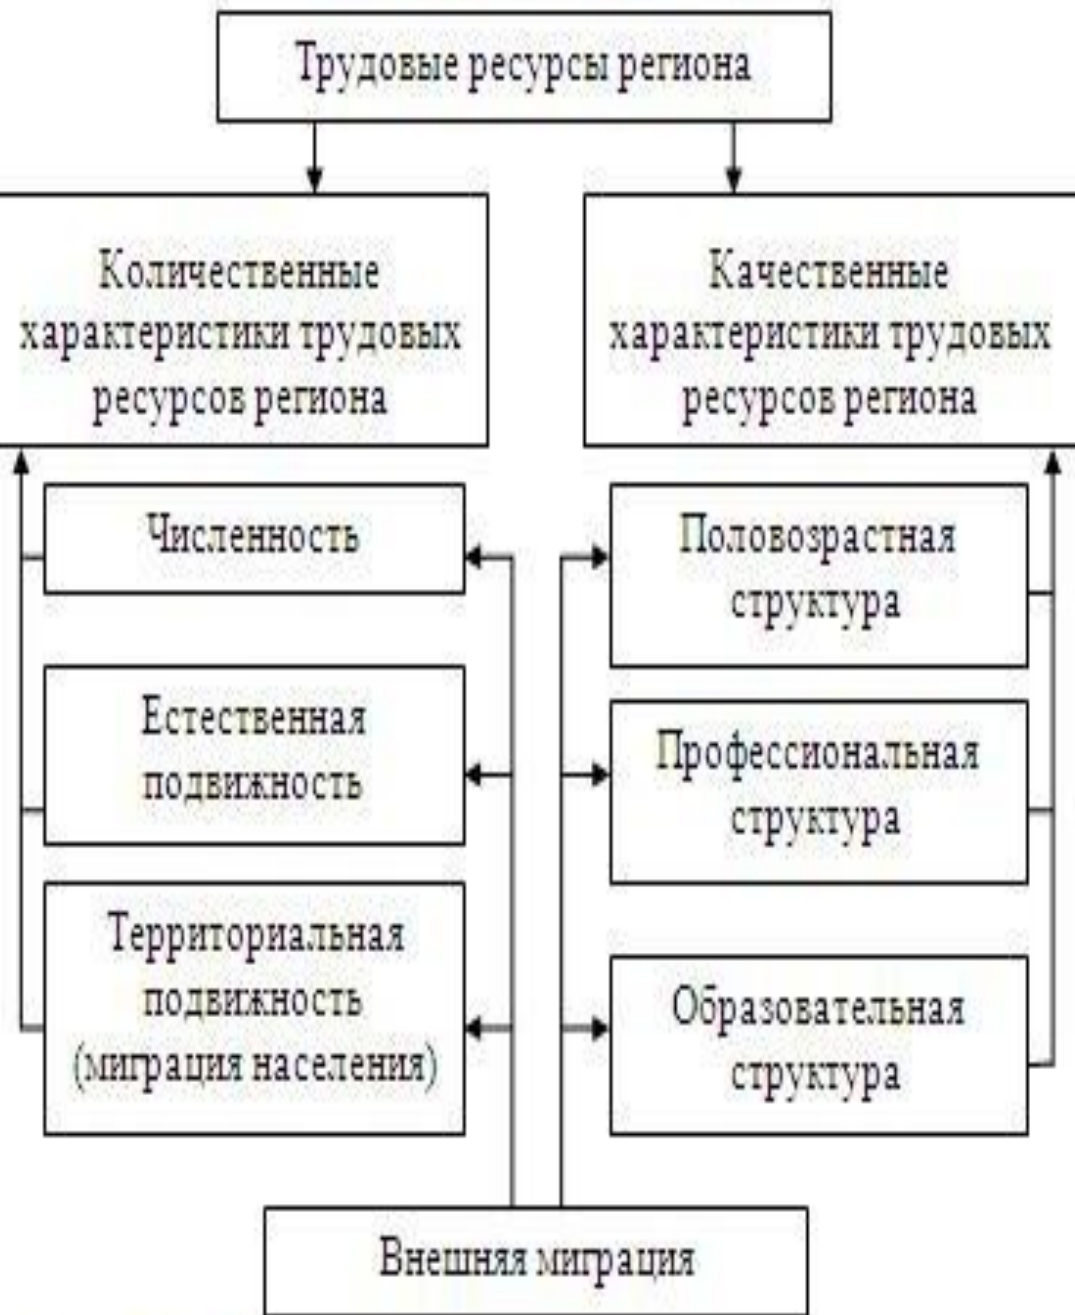 Трудовые ресурсы региона
Количественные
характеристики трудовых
ресурсов региона
Качественные
характеристики трудовых
ресурсов региона
Численность
Естественная
подвижность
Территориальная
подвижность
(миграция населения)
Половозрастная
структура
Профессиональная
структура
Образовательная
структура
Внешняя миграция